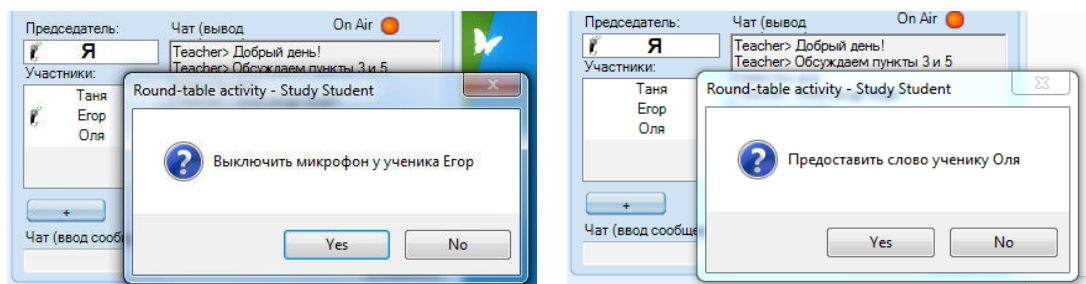 Председатель:
Чат (вывод
On Air
Я
Teacher> Добрый день!
Teacher> Обсуждаем пункты 3 и 5
Участники:
Round-table activity - Study Student
Таня
Егор
Оля
Выключить микрофон у ученика Егор
+
Чат (ввод сооб
Yes
No
Председатель:
Чат (вывод
On Air
Я
Teacher> Добрый день!
Teacher> Обсуждаем пункты 3 и 5
Участники:
Round-table activity - Study Student
Таня
Егор
Оля
Предоставить слово ученику Оля
+
Чат (ввод сообще
Yes
No